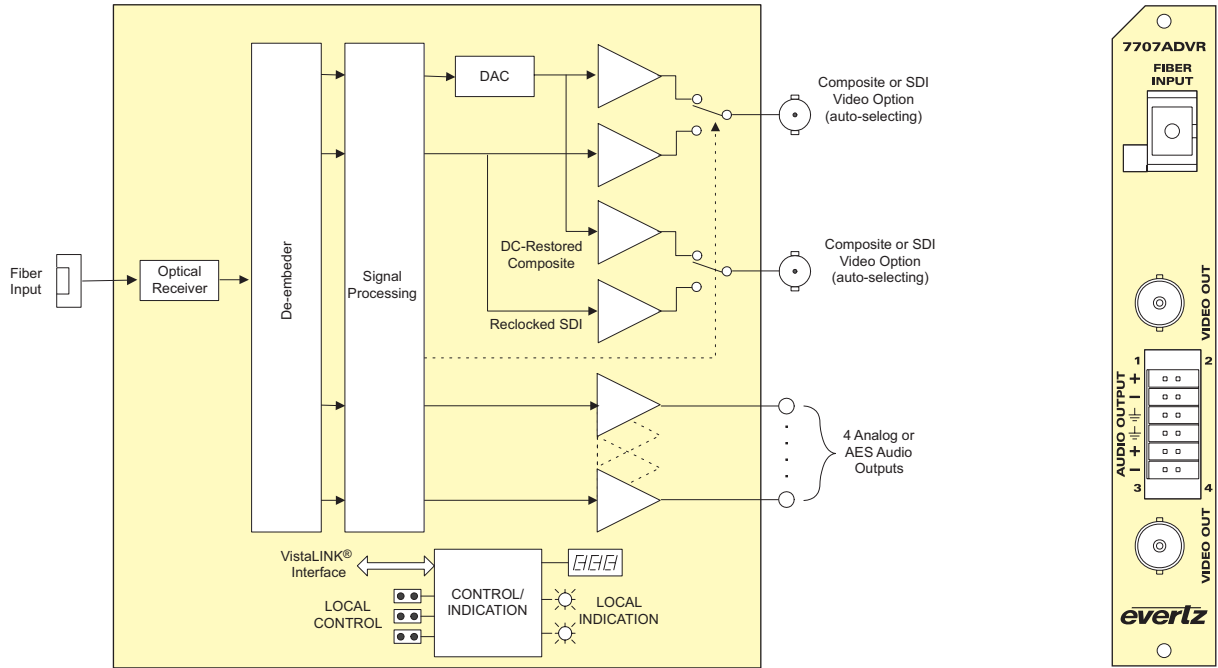 DAC
Composite or SDI
Video Option
(auto-selecting)
Fiber
Input
Optical
Receiver
De-embeder
Signal
Processing
DC-Restored
Composite
Reclocked SDI
Composite or SDI
Video Option
(auto-selecting)
4 Analog or
AES Audio
Outputs
VistaLINK®
Interface
LOCAL
CONTROL
CONTROL/
INDICATION
LOCAL
INDICATION
7707ADVR
FIBER
INPUT
VIDEO OUT
1
2
AUDIO OUTPUT
+
−
+
−
3
4
VIDEO OUT
evertz